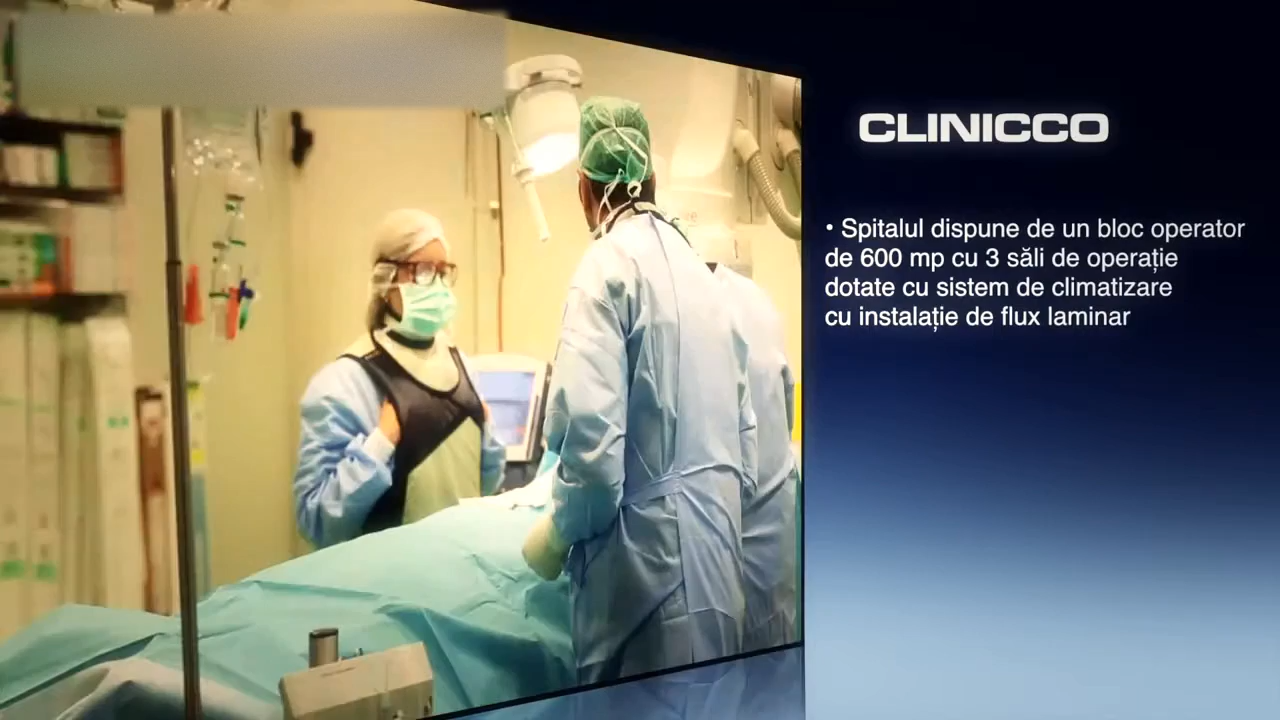 CLINICCO
• Spitalul dispune de un bloc operator
de 600 mp cu 3 săli de operație
dotate cu sistem de climatizare
cu instalație de flux laminar